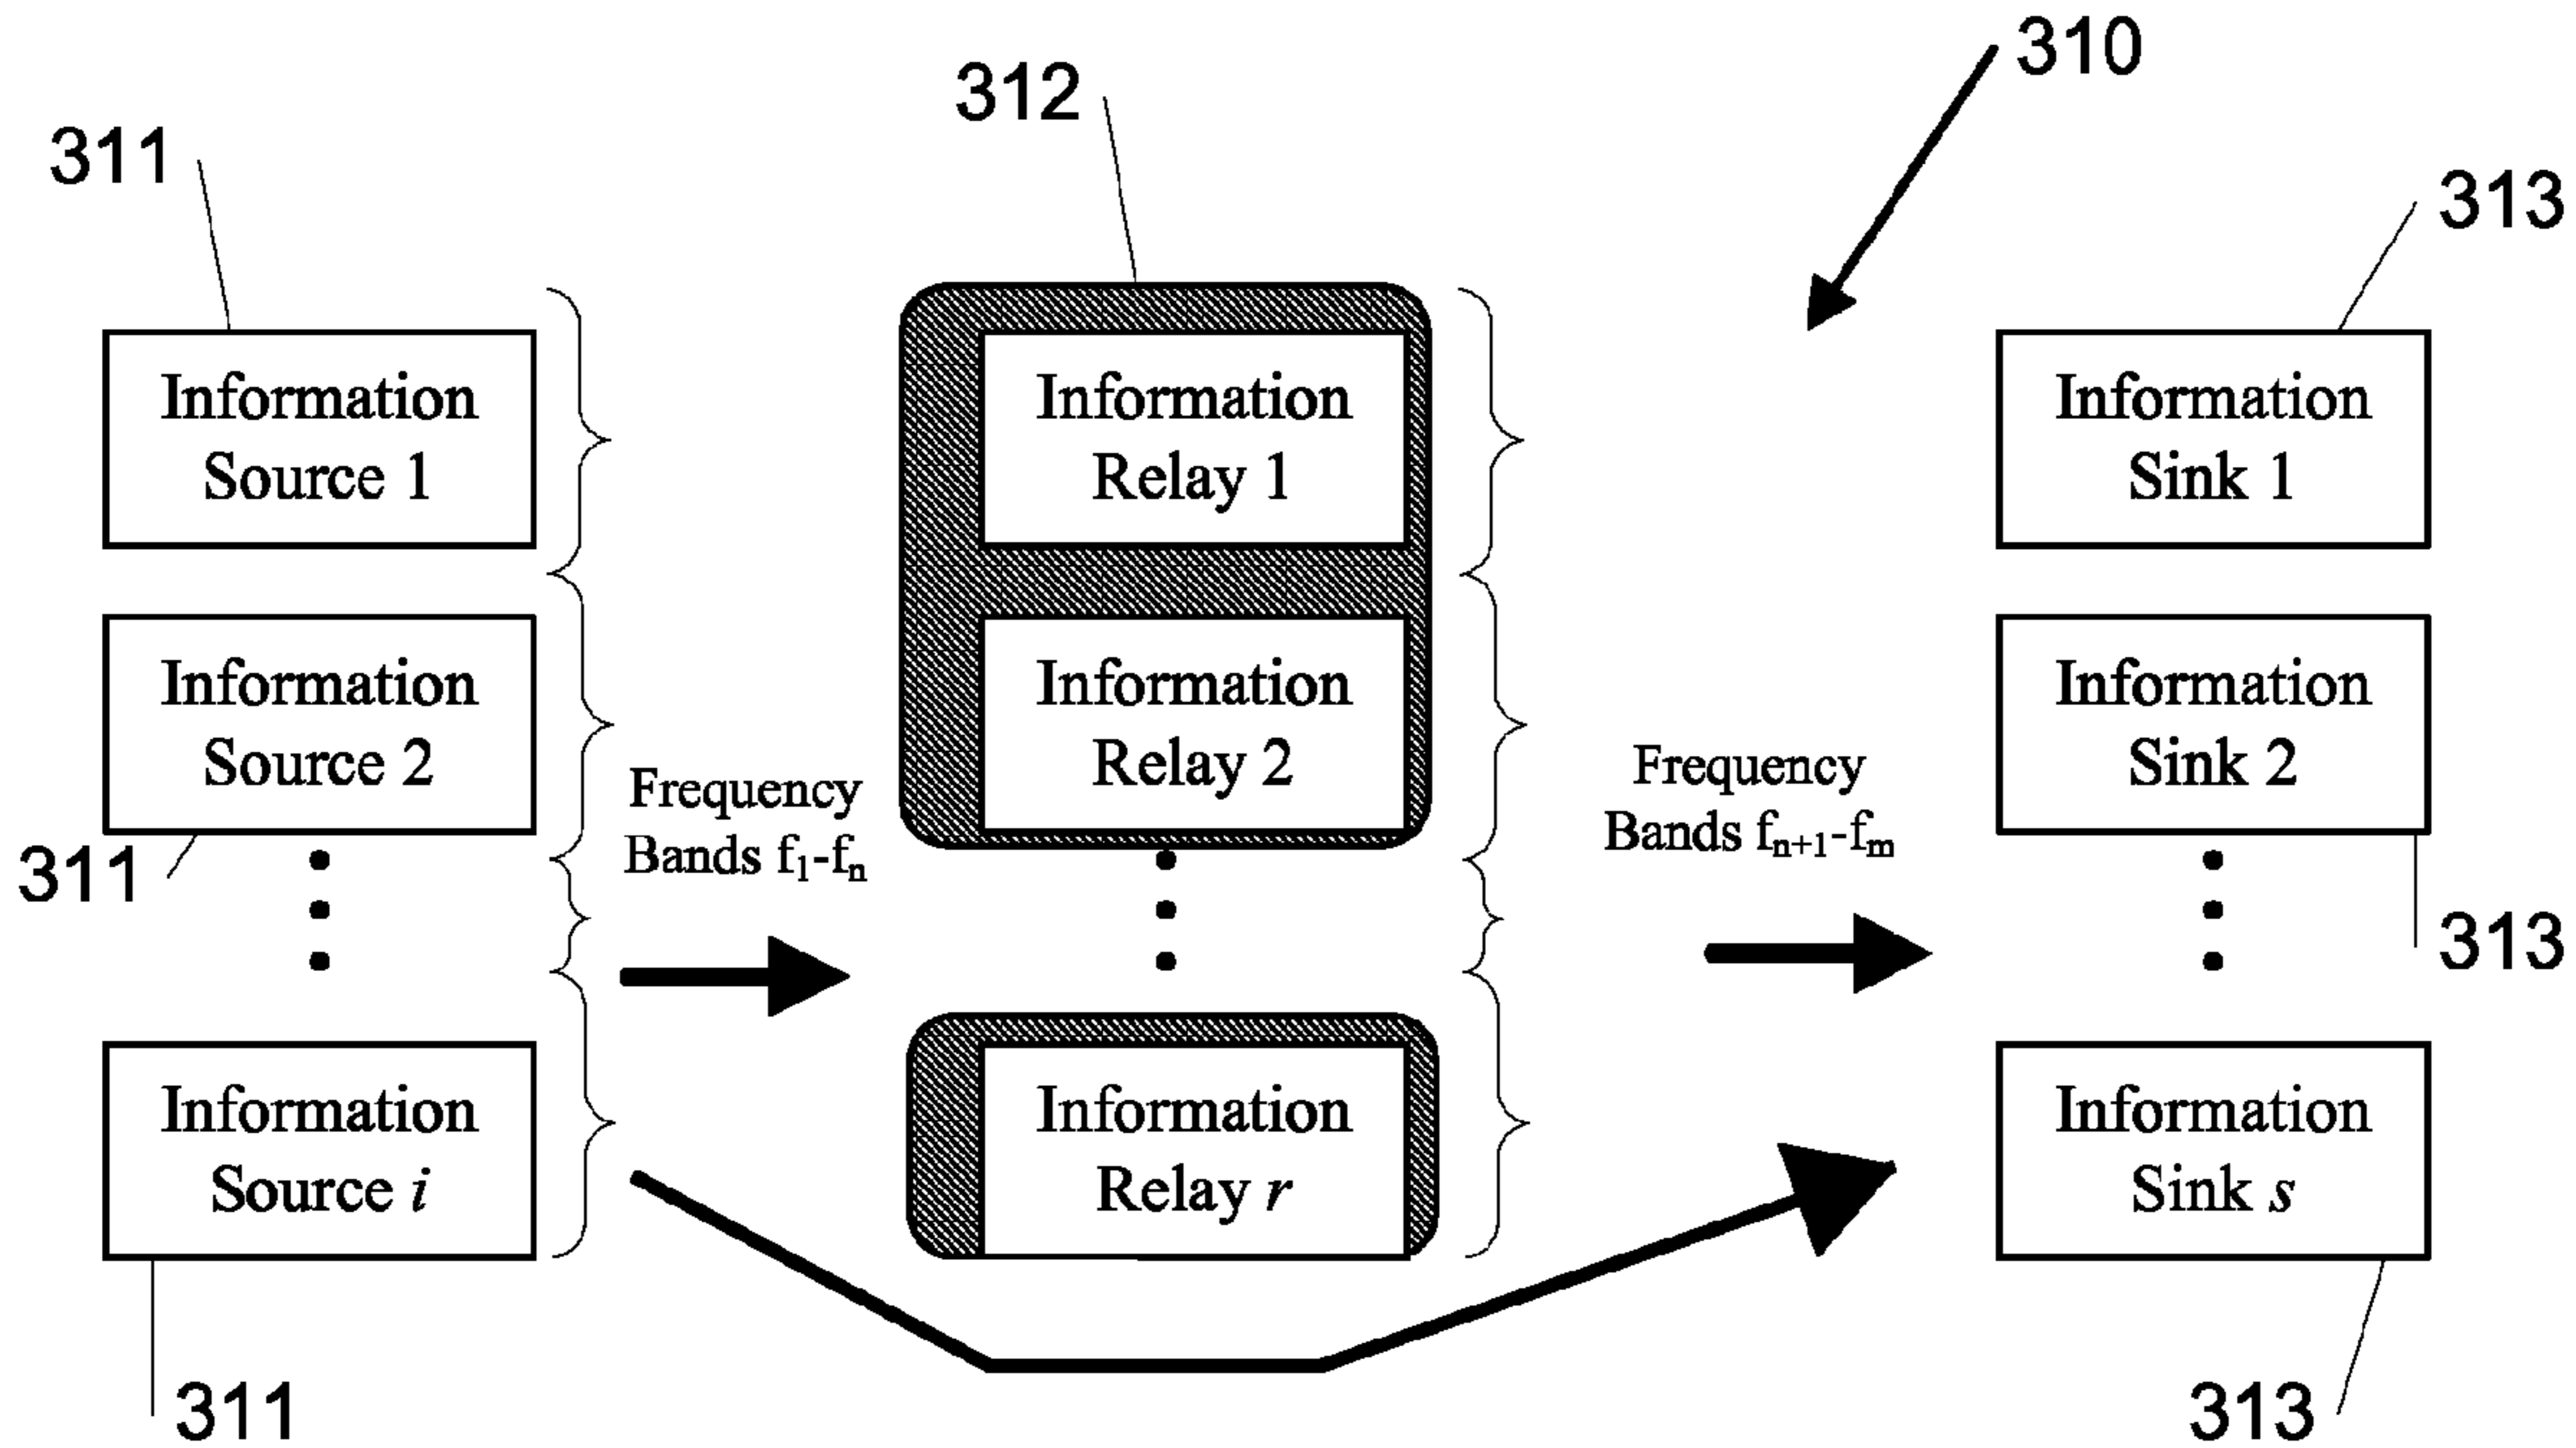 310
312
311
313
Information
Source 1
Information
Relay 1
Information
Sink 1
Information
Source 2
Information
Relay 2
Information
Sink 2
Frequency
Bands f1-fn
Frequency
Bands fn+1-fm
311
313
Information
Source i
Information
Relay r
Information
Sink s
311
313